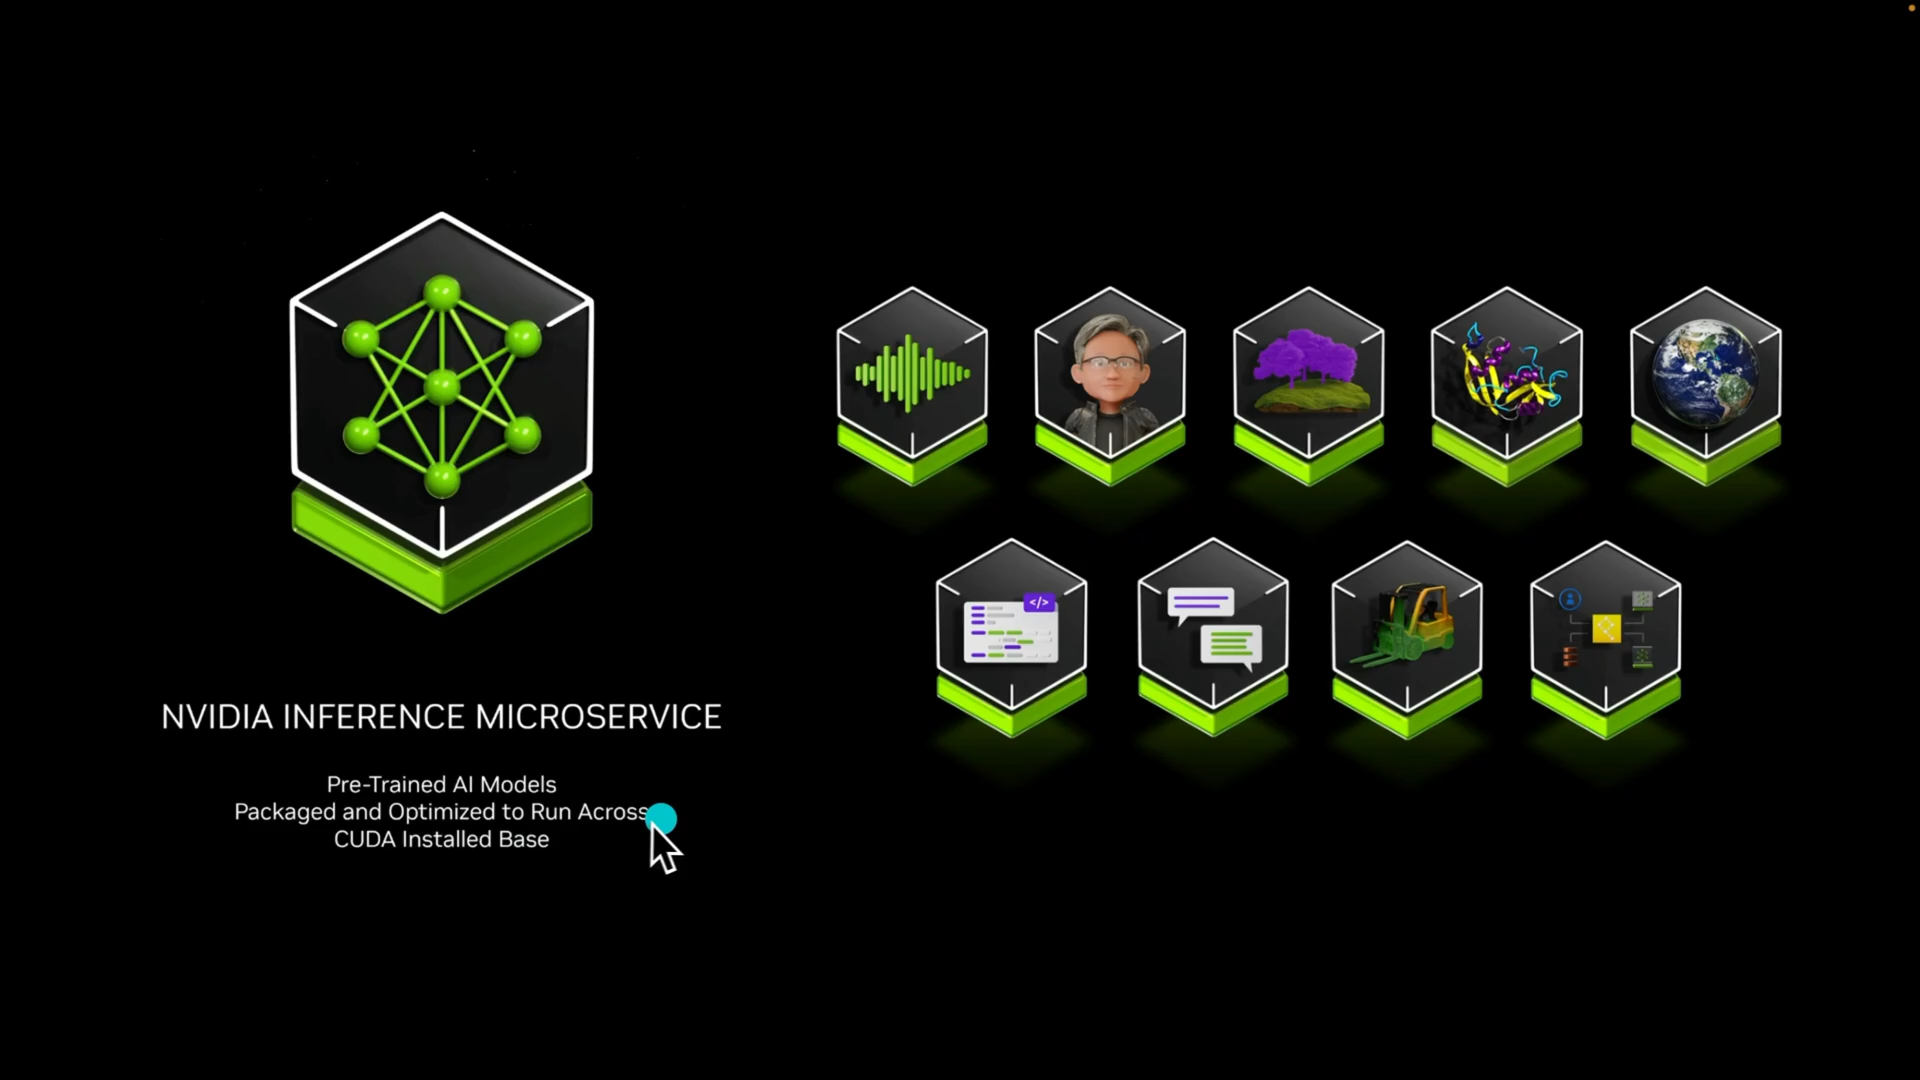 NVIDIA INFERENCE MICROSERVICE
Pre-Trained AI Models
Packaged and Optimized to Run Across
CUDA Installed Base
</>